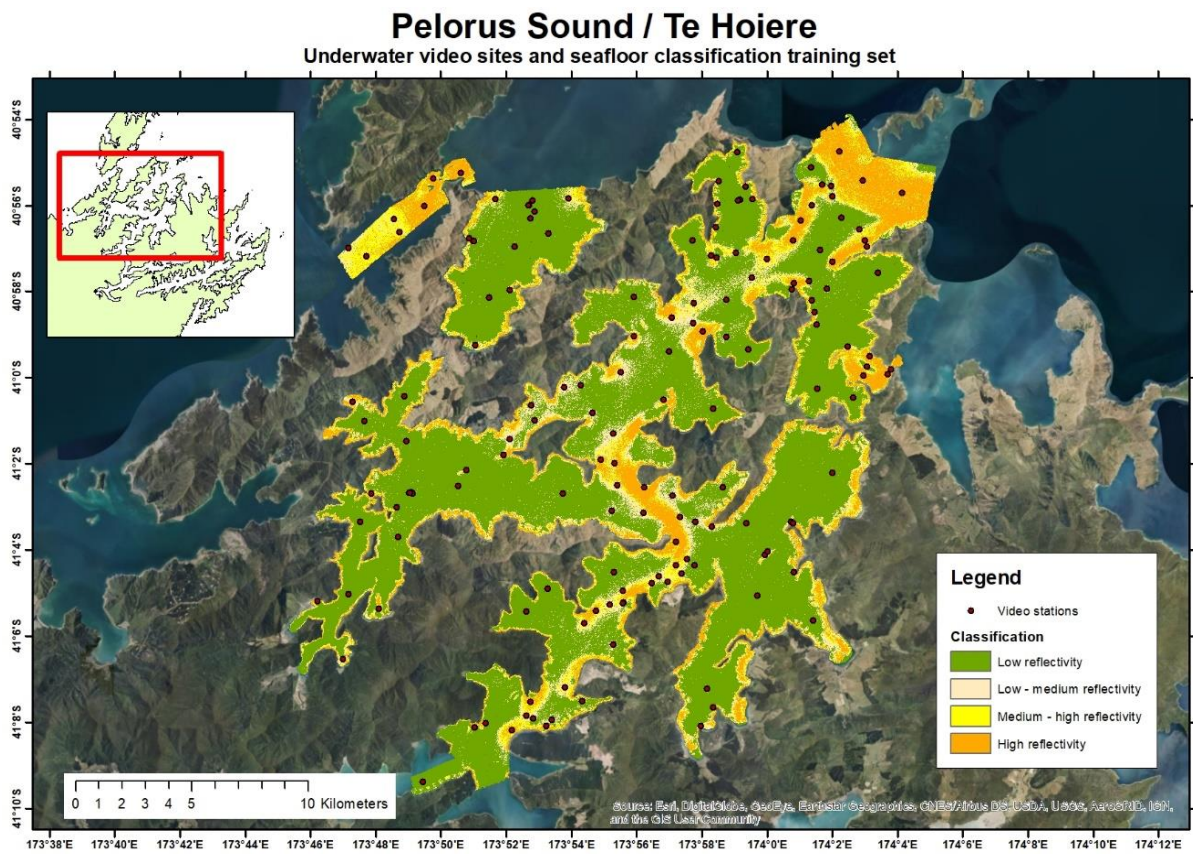 Pelorus Sound / Te Hoiere
Underwater video sites and seafloor classification training set
40°54'S
40°56'S
40°58'S
41°0'S
41°2'S
41°4'S
41°6'S
41°8'S
41°10'S
Legend
Video stations
Classification
Low reflectivity
Low - medium reflectivity
Medium - high reflectivity
High reflectivity
0 1 2 3 4 5 10 Kilometers
Source: Esri, DigitalGlobe, GeoEye, Earthstar Geographics, CNES/Airbus DS, USDA, USGS, AeroGRID, IGN,
and the GIS User Community
173°38'E 173°40'E 173°42'E 173°44'E 173°46'E 173°48'E 173°50'E 173°52'E 173°54'E 173°56'E 173°58'E 174°0'E 174°2'E 174°4'E 174°6'E 174°8'E 174°10'E 174°12'E